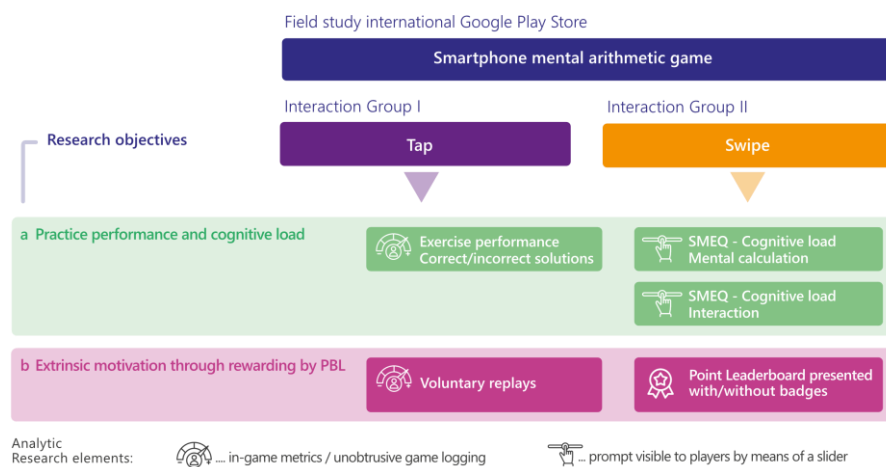 Field study international Google Play Store
Smartphone mental arithmetic game
Interaction Group I
Interaction Group II
Research objectives
Tap
Swipe
a Practice performance and cognitive load
Exercise performance
Correct/incorrect solutions
SMEQ - Cognitive load
Mental calculation
SMEQ - Cognitive load
Interaction
b Extrinsic motivation through rewarding by PBL
Voluntary replays
Point Leaderboard presented
with/without badges
Analytic
Research elements:
... in-game metrics / unobtrusive game logging
... prompt visible to players by means of a slider